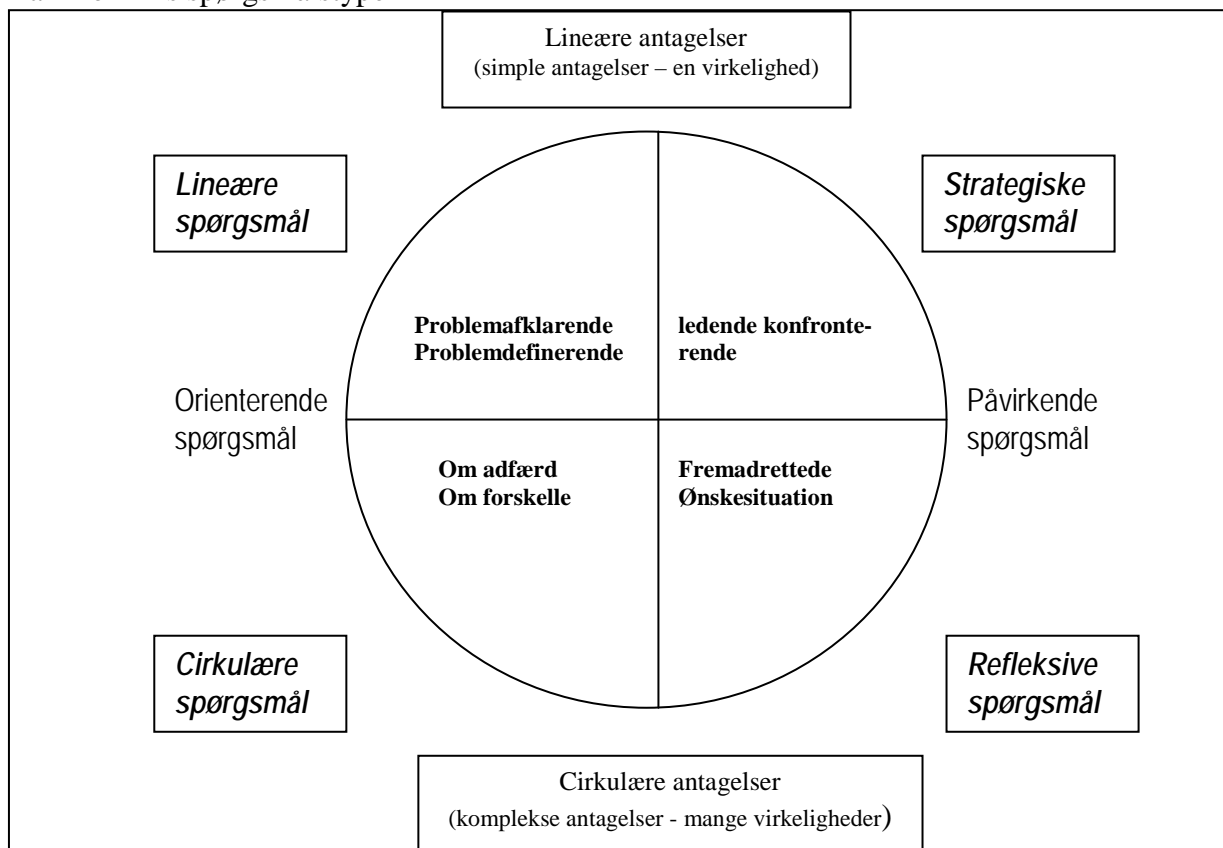 Lineære antagelser
(simple antagelser – en virkelighed)
Lineære
spørgsmål
Strategiske
spørgsmål
Problemafklarende
Problemdefinerende
ledende konfronte-
rende
Orienterende
spørgsmål
Påvirkende
spørgsmål
Om adfærd
Om forskelle
Fremadrettede
Ønskesituation
Cirkulære
spørgsmål
Refleksive
spørgsmål
Cirkulære antagelser
(komplekse antagelser - mange virkeligheder)